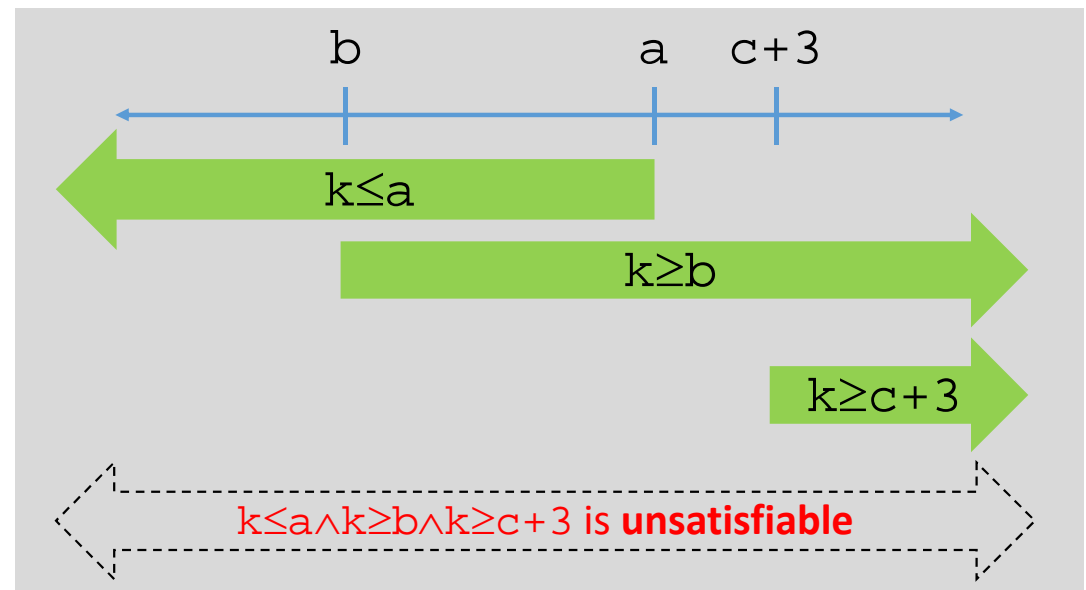 b a c+3
k≤a
k≥b
k≥c+3
k≤a∧k≥b∧k≥c+3 is unsatisfiable